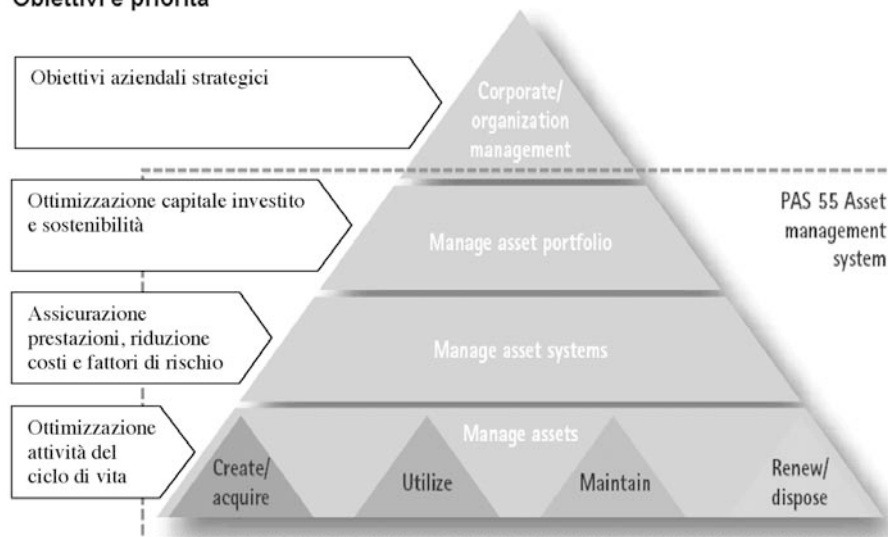 Obiettivi e priorità
Obiettivi aziendali strategici
Corporate/
organization
management
Ottimizzazione capitale investito
e sostenibilità
Manage asset portfolio
PAS 55 Asset
management
system
Assicurazione
prestazioni, riduzione
costi e fattori di rischio
Manage asset systems
Ottimizzazione
attività del
ciclo di vita
Manage assets
Create/
acquire
Utilize
Maintain
Renew/
dispose